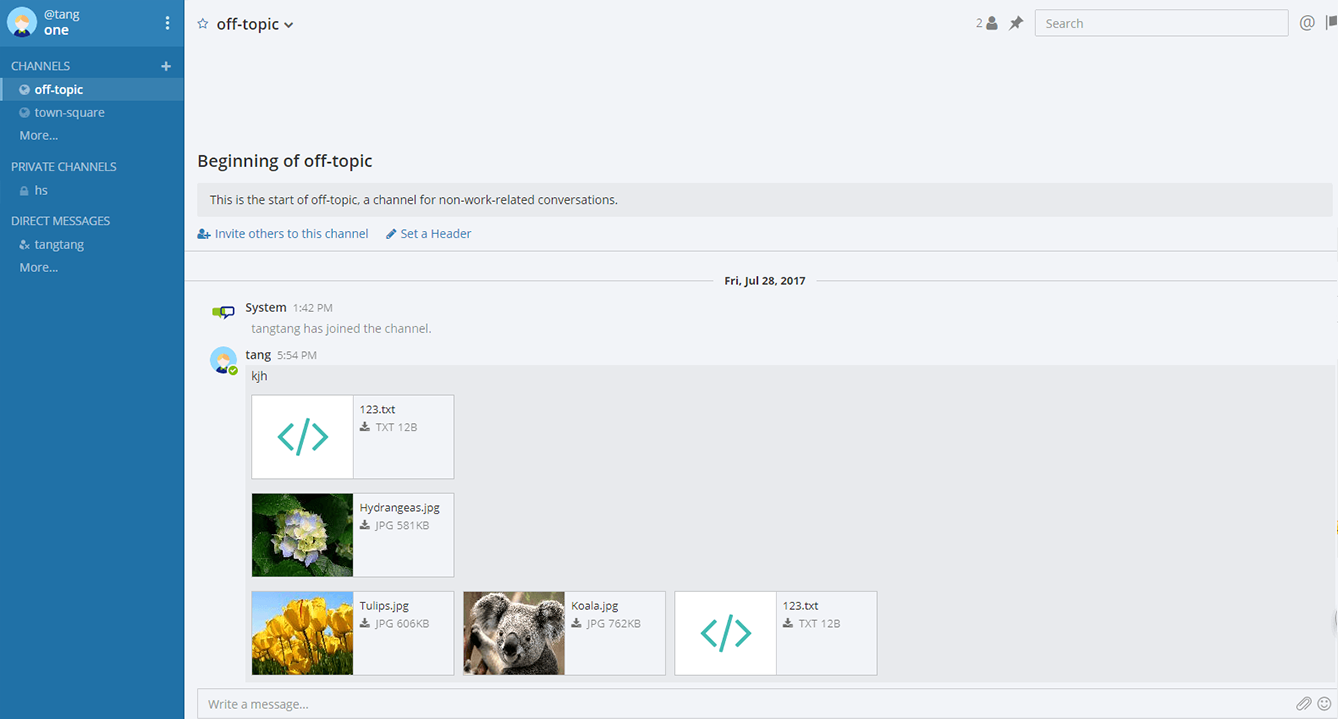 @tang
one
CHANNELS +
off-topic
town-square
More...
PRIVATE CHANNELS
hs
DIRECT MESSAGES
tangtang
More...
off-topic
2
Search
@
Beginning of off-topic
This is the start of off-topic, a channel for non-work-related conversations.
Invite others to this channel Set a Header
Fri, Jul 28, 2017
System 1:42 PM
tangtang has joined the channel.
tang 5:54 PM
kjh
123.txt
TXT 12B
Hydrangeas.jpg
JPG 581KB
Tulips.jpg
JPG 606KB
Koala.jpg
JPG 762KB
123.txt
TXT 12B
Write a message...